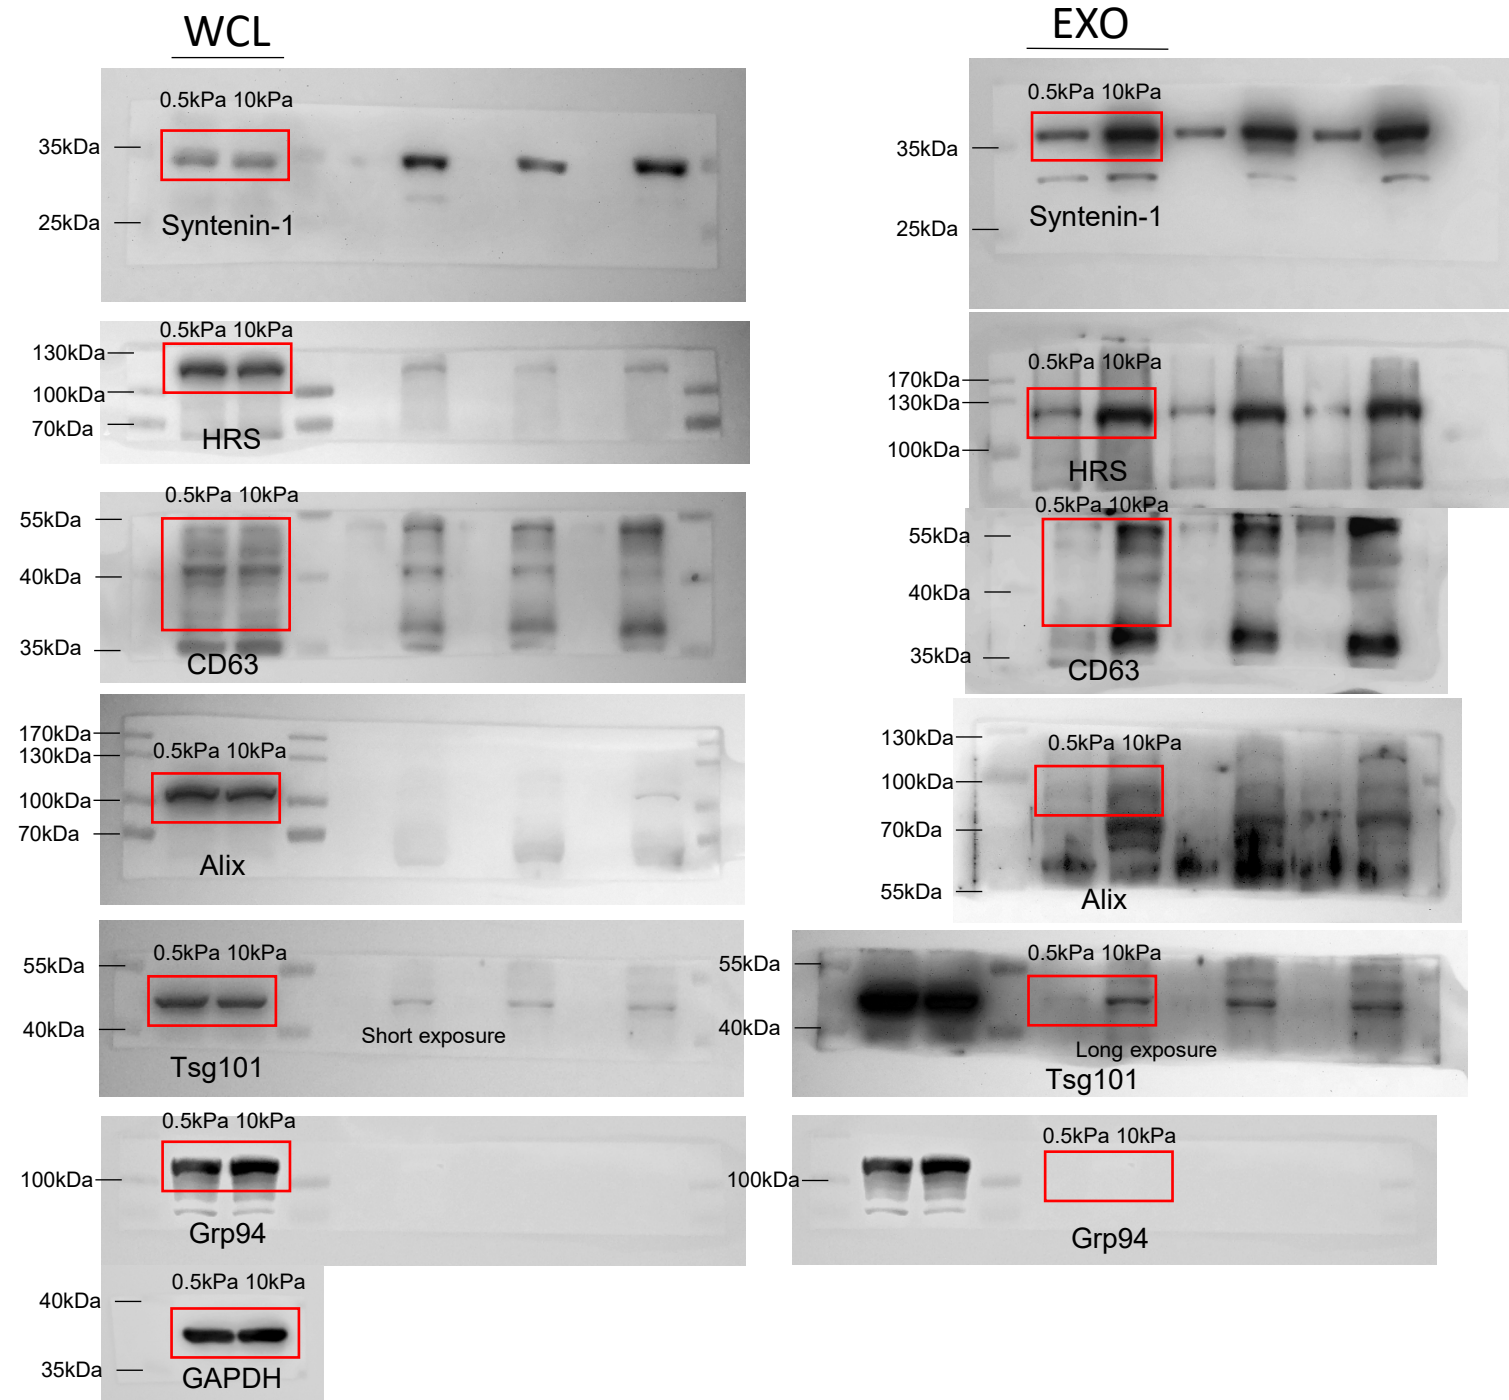 WCL
0.5kPa 10kPa
35kDa
25kDa
Syntenin-1
0.5kPa 10kPa
130kDa
100kDa
70kDa
HRS
0.5kPa 10kPa
55kDa
40kDa
35kDa
CD63
170kDa
130kDa
0.5kPa 10kPa
100kDa
70kDa
Alix
0.5kPa 10kPa
55kDa
40kDa
Short exposure
Tsg101
0.5kPa 10kPa
100kDa
Grp94
0.5kPa 10kPa
40kDa
35kDa
GAPDH
EXO
0.5kPa 10kPa
35kDa
25kDa
Syntenin-1
0.5kPa 10kPa
170kDa
130kDa
100kDa
HRS
0.5kPa 10kPa
55kDa
40kDa
35kDa
CD63
130kDa
0.5kPa 10kPa
100kDa
70kDa
55kDa
Alix
0.5kPa 10kPa
55kDa
40kDa
Long exposure
Tsg101
0.5kPa 10kPa
100kDa
Grp94